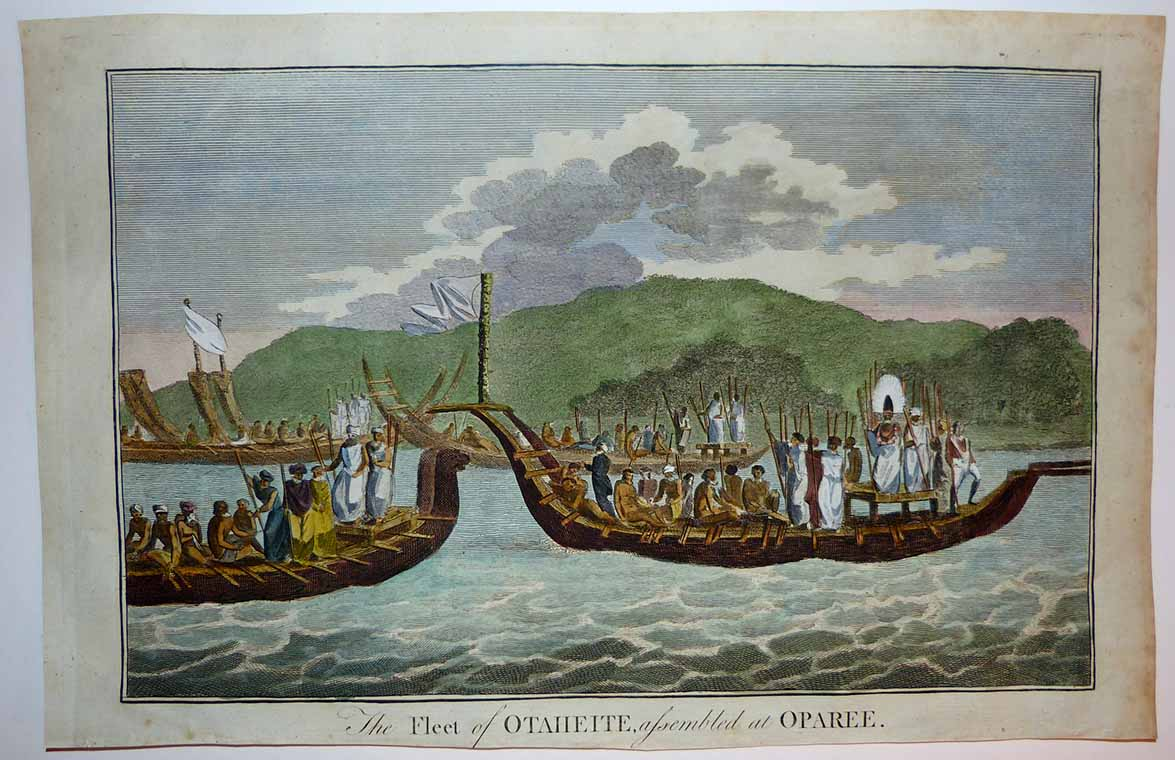 The Fleet of OTAHEITE, aſsembled at OPAREE.